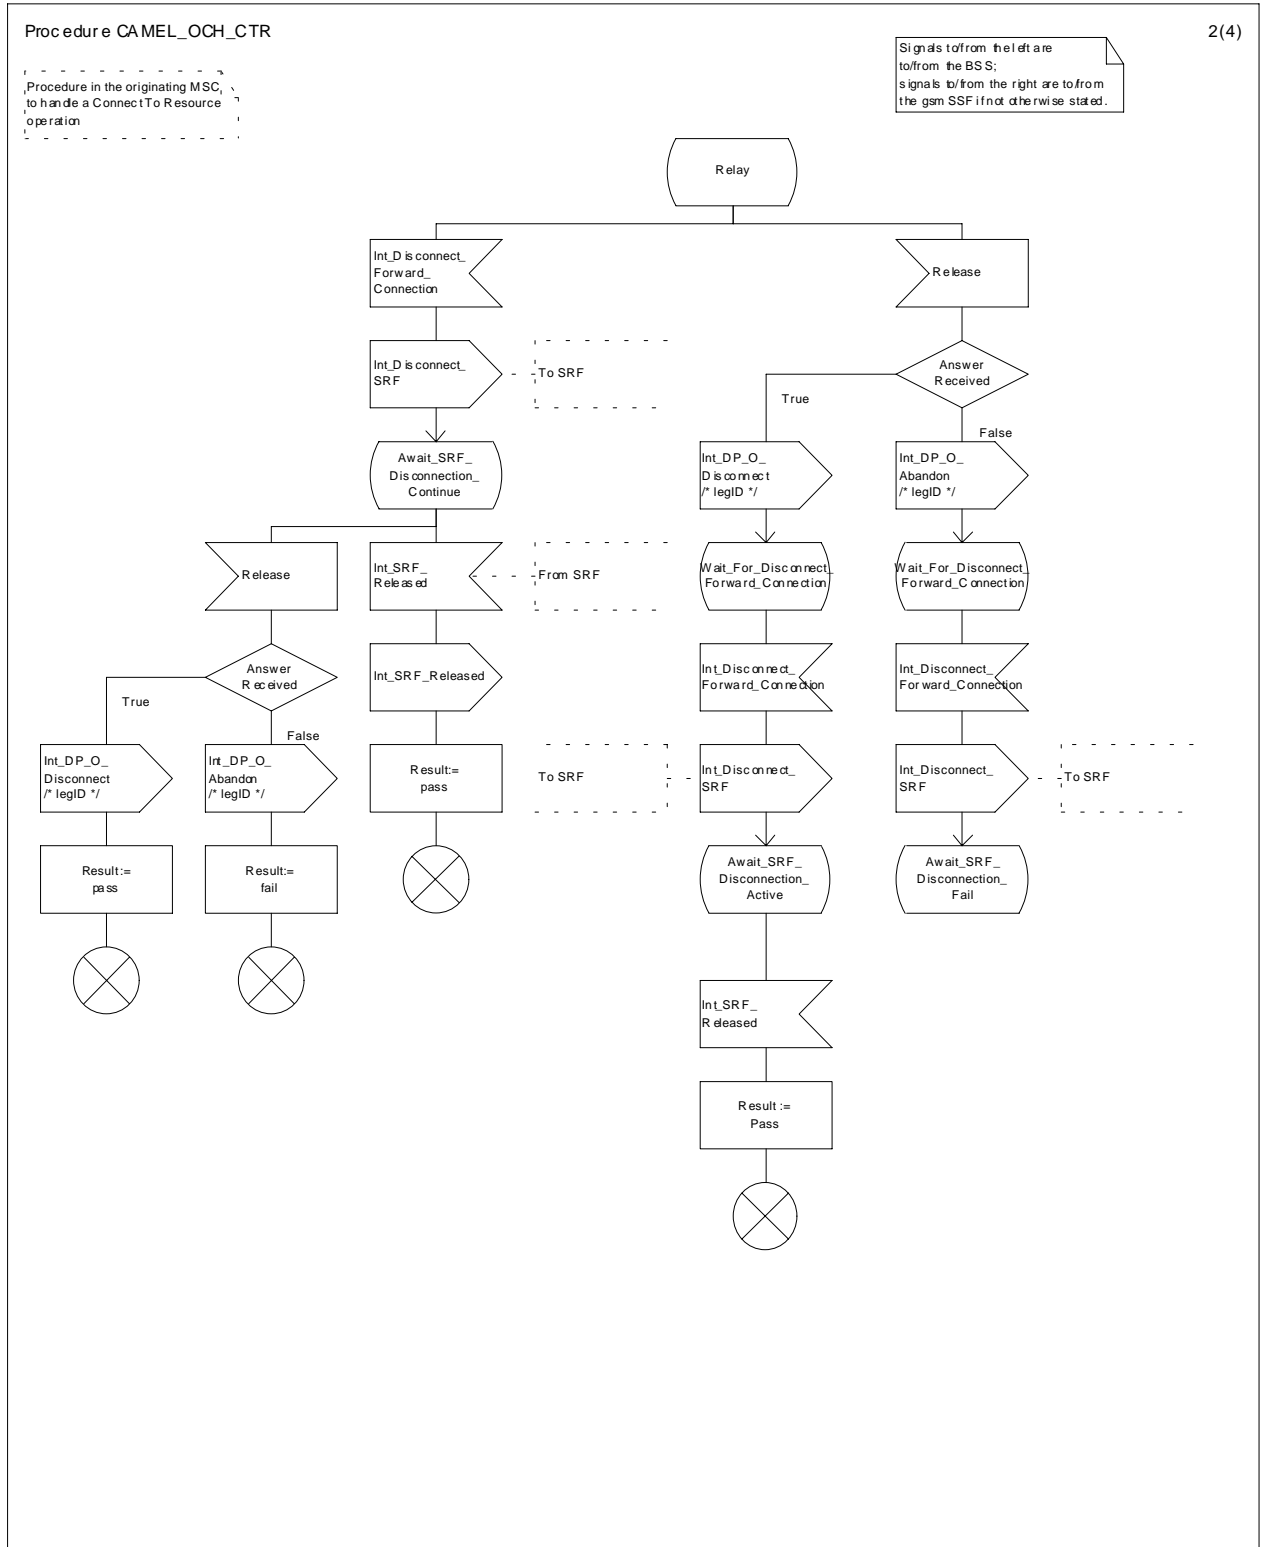 Procedure CAMEL_OCH_CTR
2(4)
Procedure in the originating MSC
to handle a Connect To Resource
operation
Signals to/from the left are
to/from the BSS;
signals to/from the right are to/from
the gsmSSF if not otherwise stated.
Relay
Int_Disconnect_
Forward_
Connection
Release
Int_Disconnect_
SRF
To SRF
Answer
Received
True
False
Await_SRF_
Disconnection_
Continue
Int_DP_O_
Disconnect
/* legID */
Int_DP_O_
Abandon
/* legID */
Release
Int_SRF_
Released
From SRF
Wait_For_Disconnect_
Forward_Connection
Wait_For_Disconnect_
Forward_Connection
Answer
Received
True
False
Int_SRF_Released
Int_Disconnect_
Forward_Connection
Int_Disconnect_
Forward_Connection
Int_DP_O_
Disconnect
/* legID */
Int_DP_O_
Abandon
/* legID */
Result:=
pass
To SRF
Int_Disconnect_
SRF
Int_Disconnect_
SRF
To SRF
Result:=
pass
Result:=
fail
Await_SRF_
Disconnection_
Active
Await_SRF_
Disconnection_
Fail
Int_SRF_
Released
Result :=
Pass